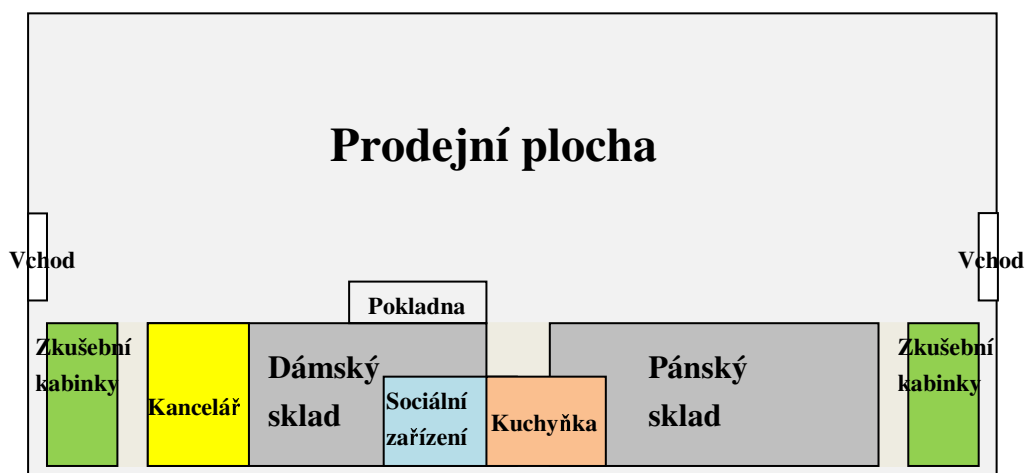 Prodejní plocha
Vchod
Vchod
Pokladna
Zkušební
kabinky
Kancelář
Dámský
sklad
Sociální
zařízení
Kuchyňka
Pánský
sklad
Zkušební
kabinky